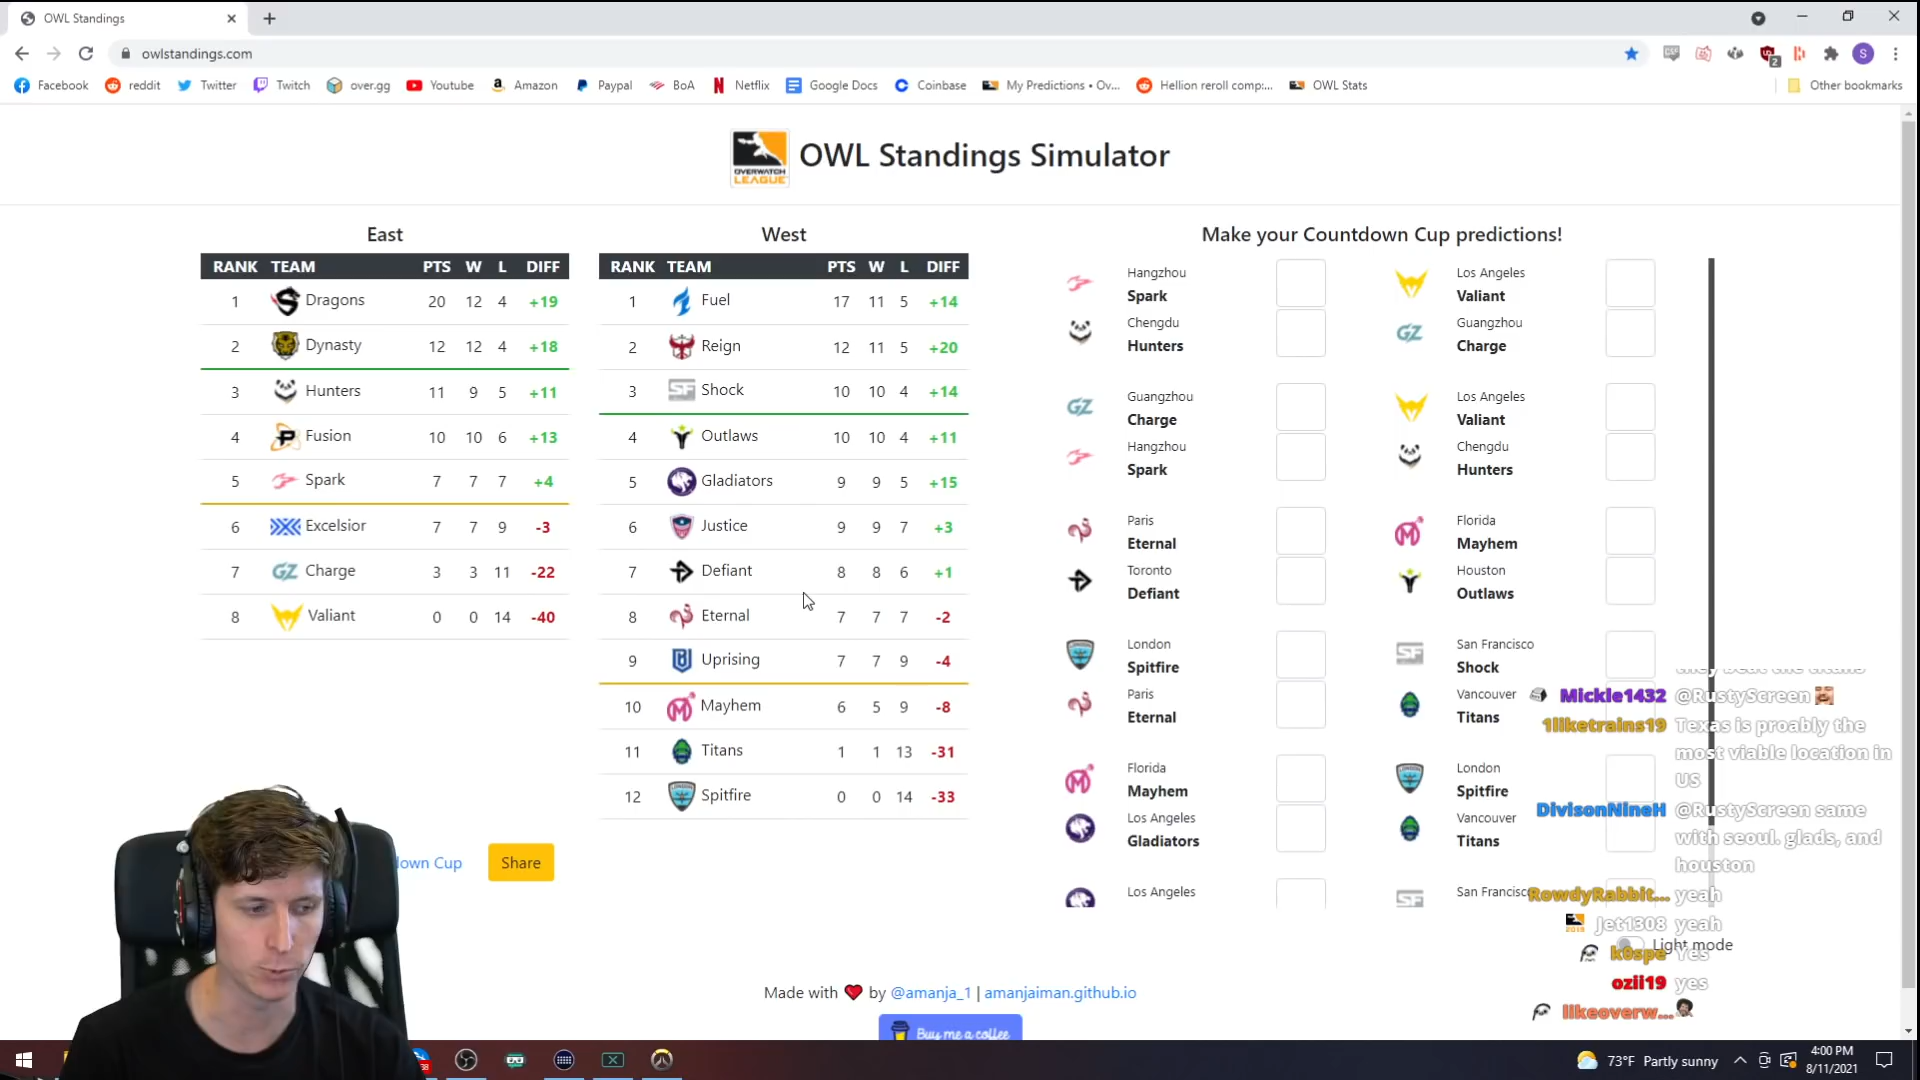 OWL Standings
owlstandings.com
Facebook reddit Twitter Twitch over.gg Youtube Amazon Paypal BoA Netflix Google Docs Coinbase My Predictions • Ov... Hellion reroll comp:... OWL Stats Other bookmarks
OVERWATCH LEAGUE
OWL Standings Simulator
East
RANK TEAM PTS W L DIFF
1 Dragons 20 12 4 +19
2 Dynasty 12 12 4 +18
3 Hunters 11 9 5 +11
4 Fusion 10 10 6 +13
5 Spark 7 7 7 +4
6 Excelsior 7 7 9 -3
7 Charge 3 3 11 -22
8 Valiant 0 0 14 -40
West
RANK TEAM PTS W L DIFF
1 Fuel 17 11 5 +14
2 Reign 12 11 5 +20
3 Shock 10 10 4 +14
4 Outlaws 10 10 4 +11
5 Gladiators 9 9 5 +15
6 Justice 9 9 7 +3
7 Defiant 8 8 6 +1
8 Eternal 7 7 7 -2
9 Uprising 7 7 9 -4
10 Mayhem 6 5 9 -8
11 Titans 1 1 13 -31
12 Spitfire 0 0 14 -33
Make your Countdown Cup predictions!
Hangzhou Los Angeles
Spark Valiant
Chengdu Guangzhou
Hunters Charge
Guangzhou Los Angeles
Charge Valiant
Hangzhou Chengdu
Spark Hunters
Paris Florida
Eternal Mayhem
Toronto Houston
Defiant Outlaws
London San Francisco
Spitfire Shock
Paris Vancouver
Eternal Titans
Florida London
Mayhem Spitfire
Los Angeles Vancouver
Gladiators Titans
Los Angeles San Francisco
they beat the titans
Mickle1432 @RustyScreen
1liketrains19 Texas is proably the
most viable location in
US
DivisonNineH @RustyScreen same
with seoul. glads, and
houston
RowdyRabbit... yeah
Jet1308 yeah
k0spe Yes
ozii19 yes
likeoverw...
Light mode
down Cup
Share
Made with by @amanja_1 | amanjaiman.github.io
Buy me a coffee
73°F Partly sunny
4:00 PM
8/11/2021